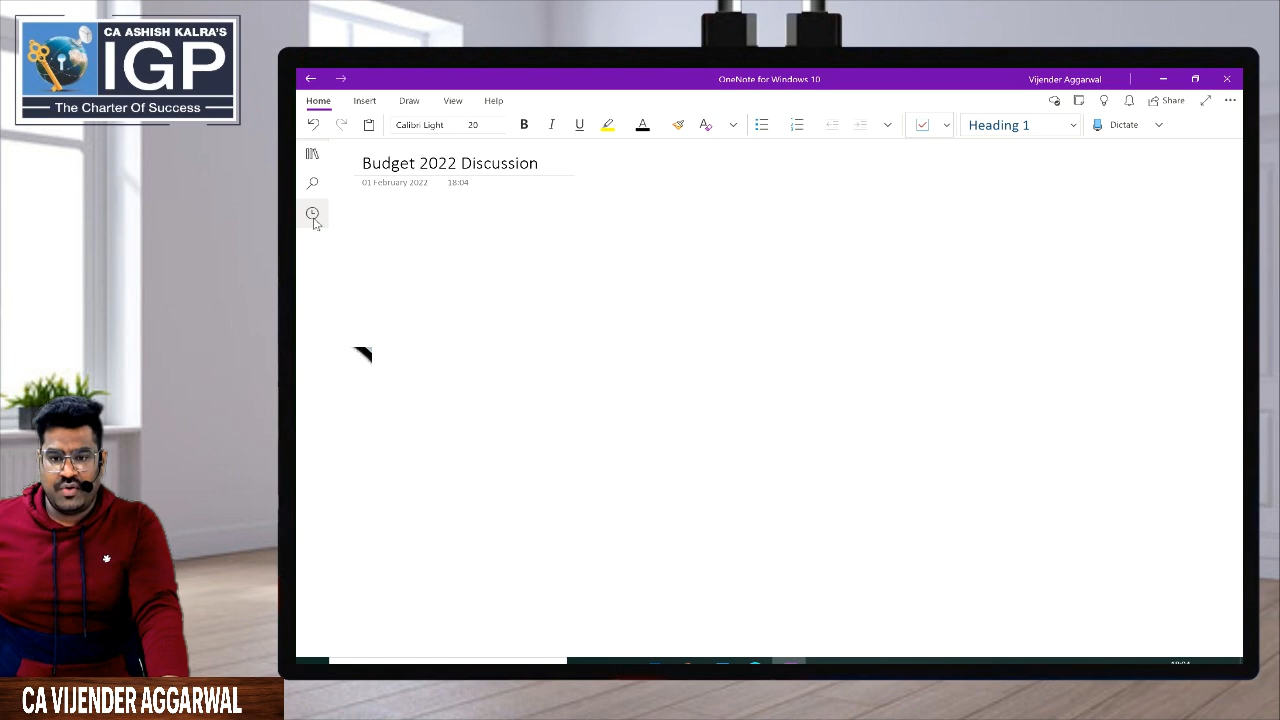 CA ASHISH KALRA'S
IGP
The Charter Of Success
OneNote for Windows 10
Vijender Aggarwal
Home Insert Draw View Help
Share
Calibri Light 20
B I U A A
Heading 1
Dictate
Budget 2022 Discussion
01 February 2022 18:04
CA VIJENDER AGGARWAL